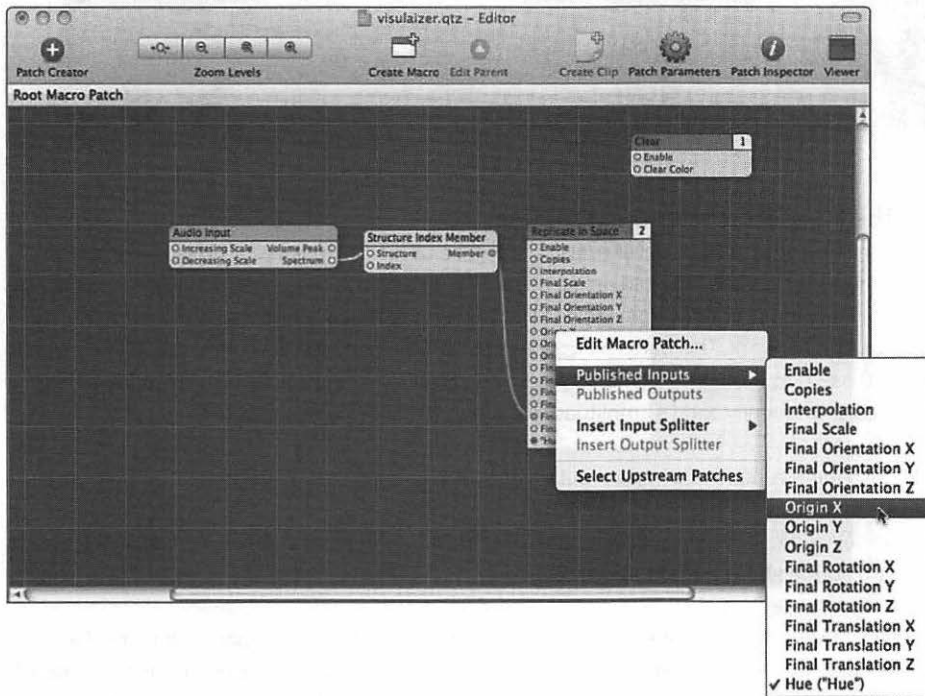 visulaizer.qtz - Editor
Patch Creator
Zoom Levels
Create Macro
Edit Parent
Create Clip
Patch Parameters
Patch Inspector
Viewer
Root Macro Patch
Clear 1
Enable
Clear Color
Audio Input
Increasing Scale Volume Peak
Decreasing Scale Spectrum
Structure Index Member
Structure Member
Index
Replicate in Space 2
Enable
Copies
Interpolation
Final Scale
Final Orientation X
Final Orientation Y
Final Orientation Z
Edit Macro Patch...
Published Inputs
Published Outputs
Insert Input Splitter
Insert Output Splitter
Select Upstream Patches
Enable
Copies
Interpolation
Final Scale
Final Orientation X
Final Orientation Y
Final Orientation Z
Origin X
Origin Y
Origin Z
Final Rotation X
Final Rotation Y
Final Rotation Z
Final Translation X
Final Translation Y
Final Translation Z
✓ Hue ("Hue")